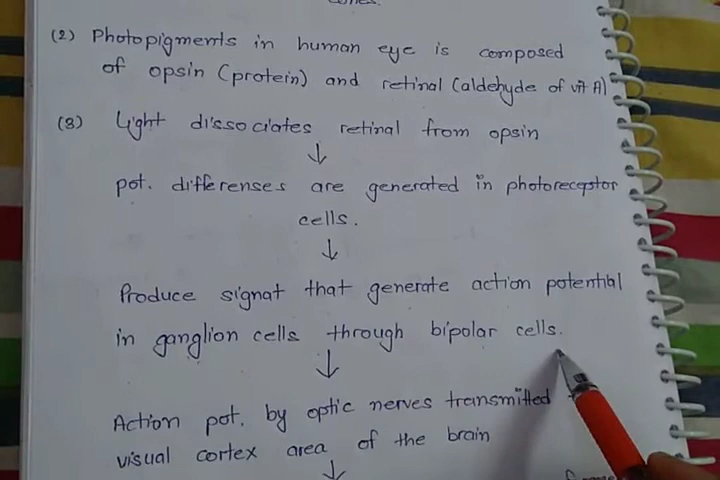 (2) Photopigments in human eye is composed
of opsin (protein) and retinal (aldehyde of vit A)
(3) Light dissociates retinal from opsin
↓
pot. differenses are generated in photoreceptor
cells.
↓
Produce signal that generate action potential
in ganglion cells through bipolar cells.
↓
Action pot. by optic nerves transmitted
visual cortex area of the brain
↓